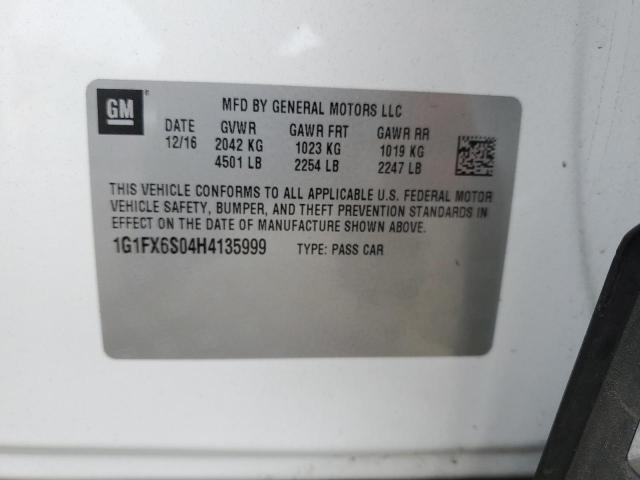 GM
MFD BY GENERAL MOTORS LLC
DATE GVWR GAWR FRT GAWR RR
12/16 2042 KG 1023 KG 1019 KG
4501 LB 2254 LB 2247 LB
THIS VEHICLE CONFORMS TO ALL APPLICABLE U.S. FEDERAL MOTOR
VEHICLE SAFETY, BUMPER, AND THEFT PREVENTION STANDARDS IN
EFFECT ON THE DATE OF MANUFACTURE SHOWN ABOVE.
1G1FX6S04H4135999 TYPE: PASS CAR